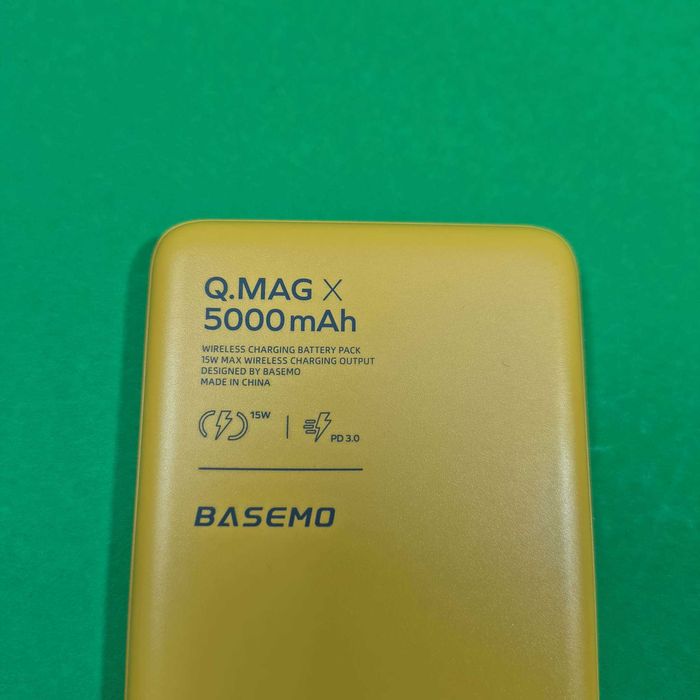 Q.MAG X
5000mAh
WIRELESS CHARGING BATTERY PACK
15W MAX WIRELESS CHARGING OUTPUT
DESIGNED BY BASEMO
MADE IN CHINA
15W
PD 3.0
BASEMO